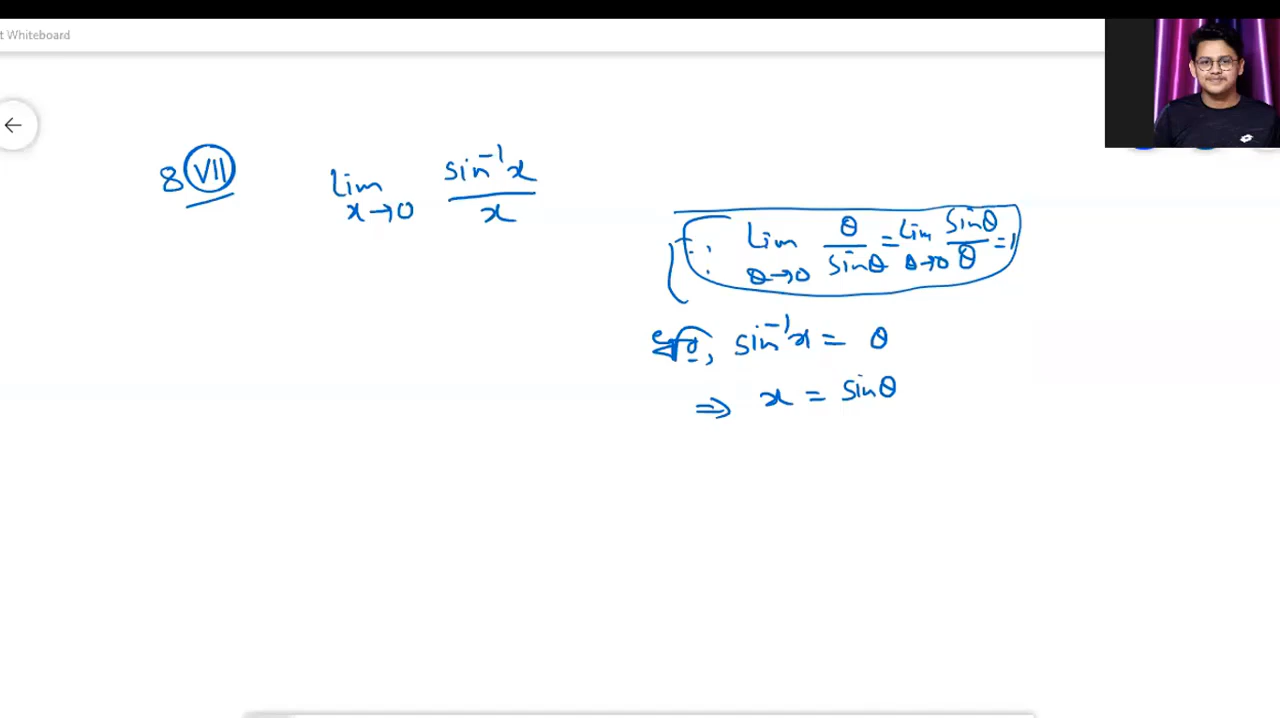 t Whiteboard
8 (VII) lim x→0 sin⁻¹x / x
∵ Lim θ→0 θ / sinθ = Lim θ→0 sinθ / θ = 1
ধরি, sin⁻¹x = θ
⇒ x = sinθ